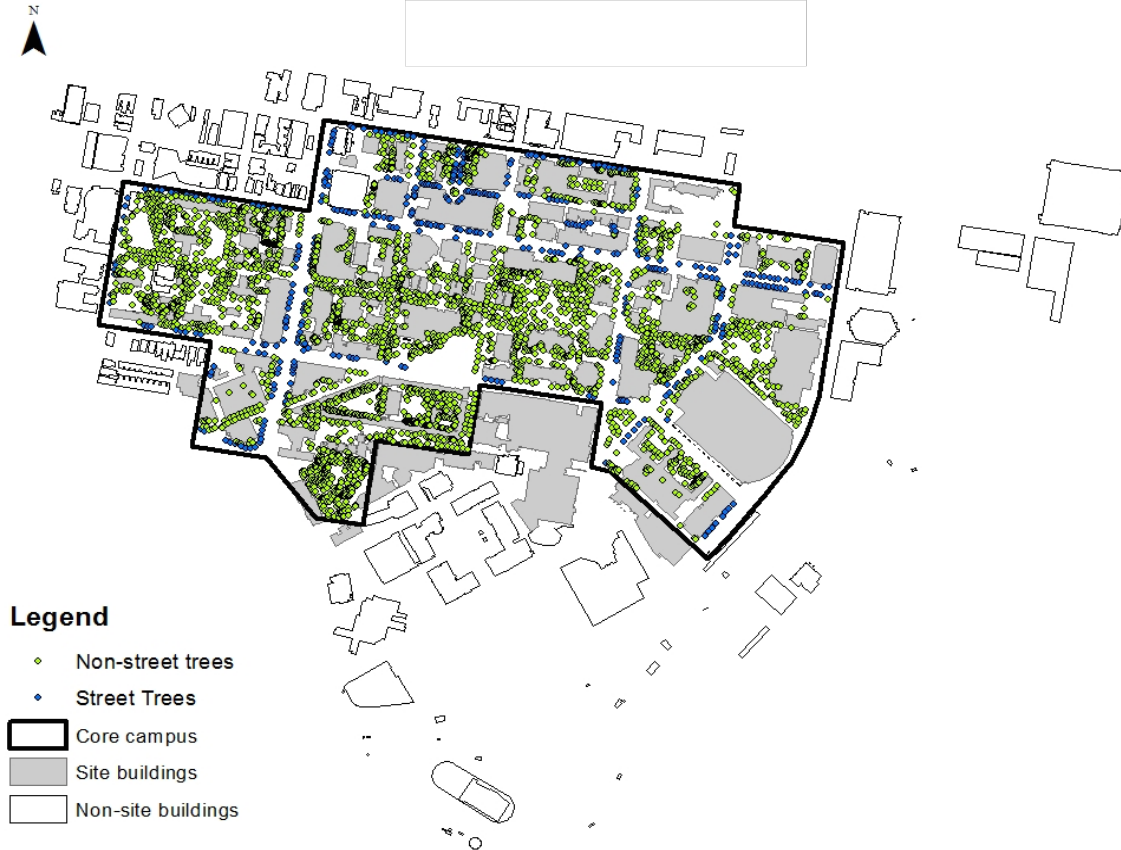 N
Legend
Non-street trees
Street Trees
Core campus
Site buildings
Non-site buildings